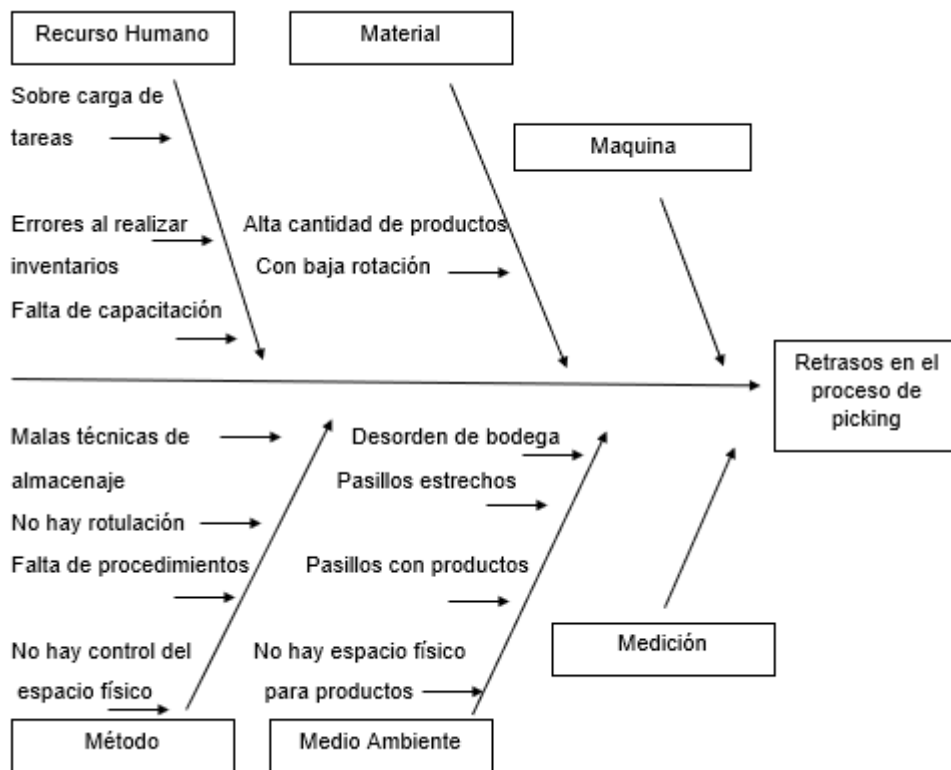 Recurso Humano
Material
Sobre carga de
tareas
Maquina
Errores al realizar
inventarios
Alta cantidad de productos
Con baja rotación
Falta de capacitación
Retrasos en el
proceso de
picking
Malas técnicas de
almacenaje
No hay rotulación
Falta de procedimientos
No hay control del
espacio físico
Desorden de bodega
Pasillos estrechos
Pasillos con productos
No hay espacio físico
para productos
Medición
Método
Medio Ambiente